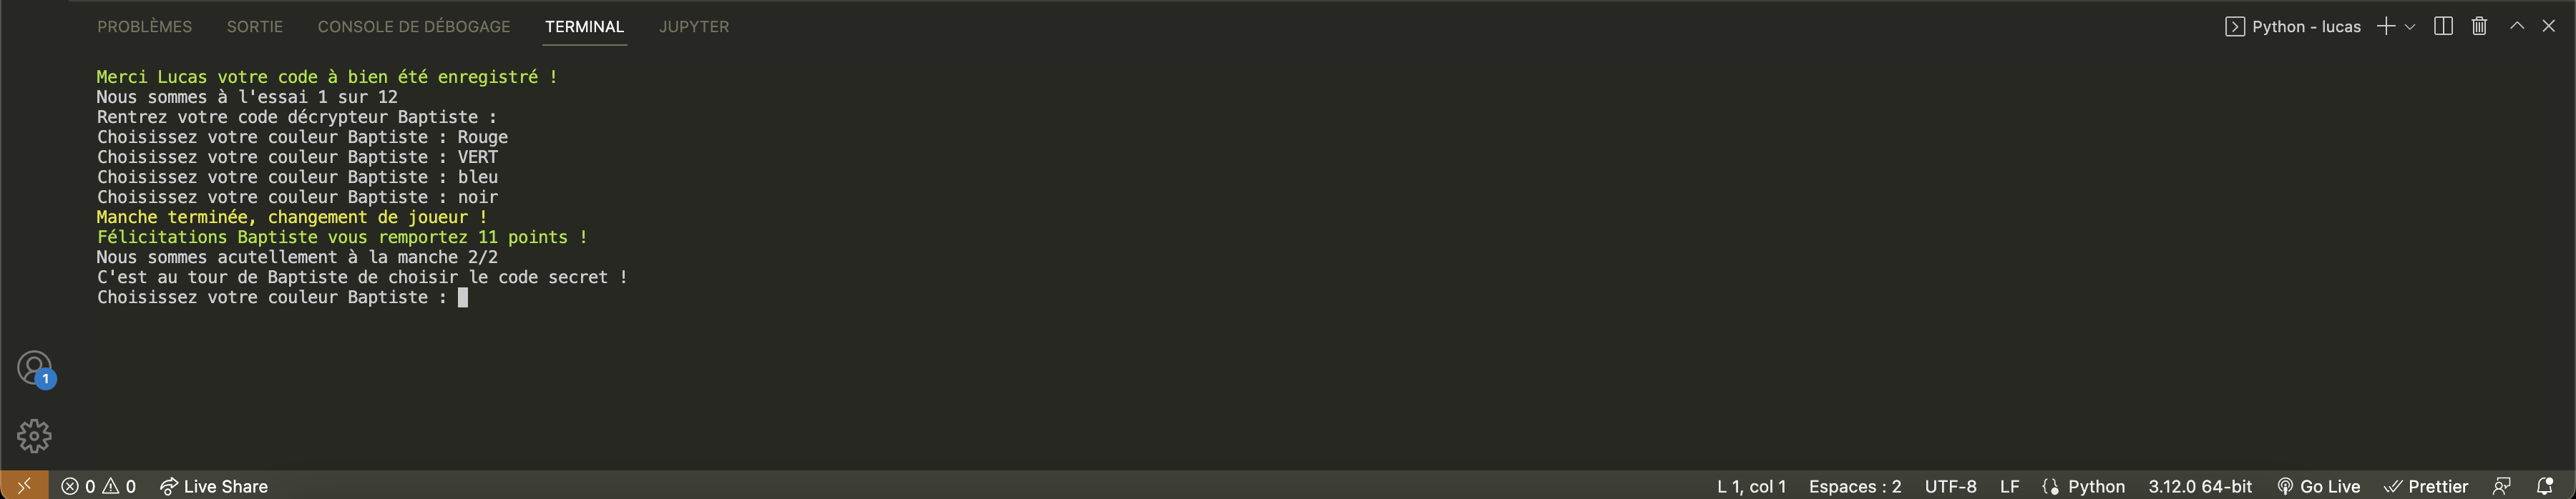 PROBLÈMES SORTIE CONSOLE DE DÉBOGAGE TERMINAL JUPYTER Python - lucas
Merci Lucas votre code à bien été enregistré !
Nous sommes à l'essai 1 sur 12
Rentrez votre code décrypteur Baptiste :
Choisissez votre couleur Baptiste : Rouge
Choisissez votre couleur Baptiste : VERT
Choisissez votre couleur Baptiste : bleu
Choisissez votre couleur Baptiste : noir
Manche terminée, changement de joueur !
Félicitations Baptiste vous remportez 11 points !
Nous sommes acutellement à la manche 2/2
C'est au tour de Baptiste de choisir le code secret !
Choisissez votre couleur Baptiste :
1
0 0 Live Share L 1, col 1 Espaces : 2 UTF-8 LF Python 3.12.0 64-bit Go Live Prettier